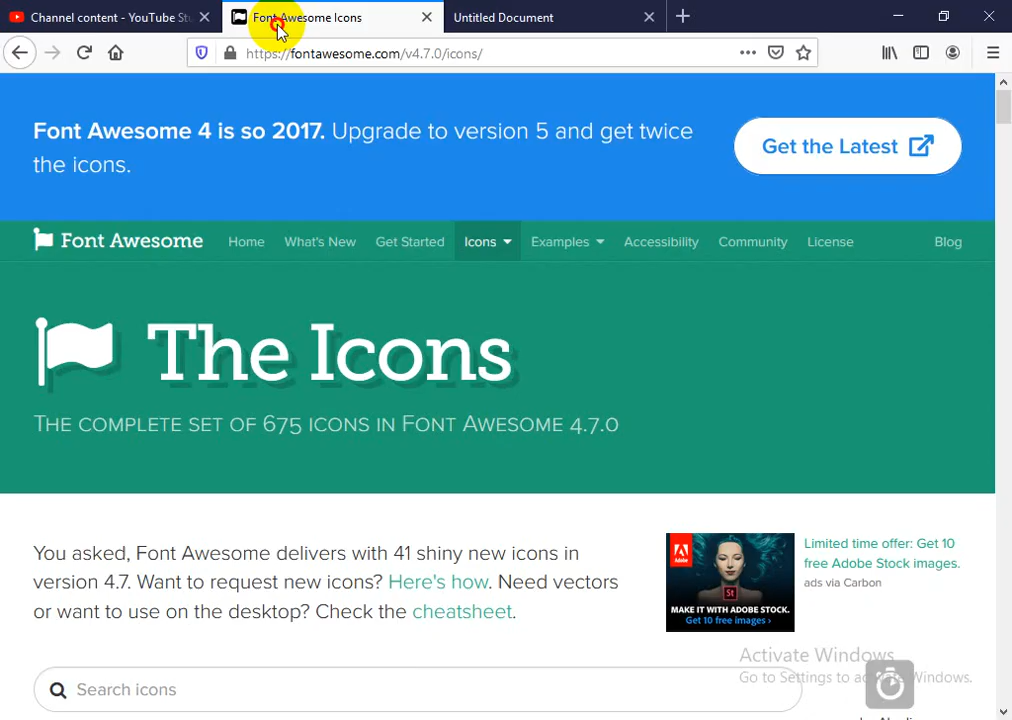 Channel content - YouTube Stu
Font Awesome Icons
Untitled Document
https://fontawesome.com/v4.7.0/icons/
Font Awesome 4 is so 2017. Upgrade to version 5 and get twice
the icons.
Get the Latest
Font Awesome
Home
What's New
Get Started
Icons
Examples
Accessibility
Community
License
Blog
The Icons
THE COMPLETE SET OF 675 ICONS IN FONT AWESOME 4.7.0
You asked, Font Awesome delivers with 41 shiny new icons in
version 4.7. Want to request new icons? Here's how. Need vectors
or want to use on the desktop? Check the cheatsheet.
Adobe
St
MAKE IT WITH ADOBE STOCK.
Get 10 free images ›
Limited time offer: Get 10
free Adobe Stock images.
ads via Carbon
Search icons
Activate Windows
Go to Settings to Windows.